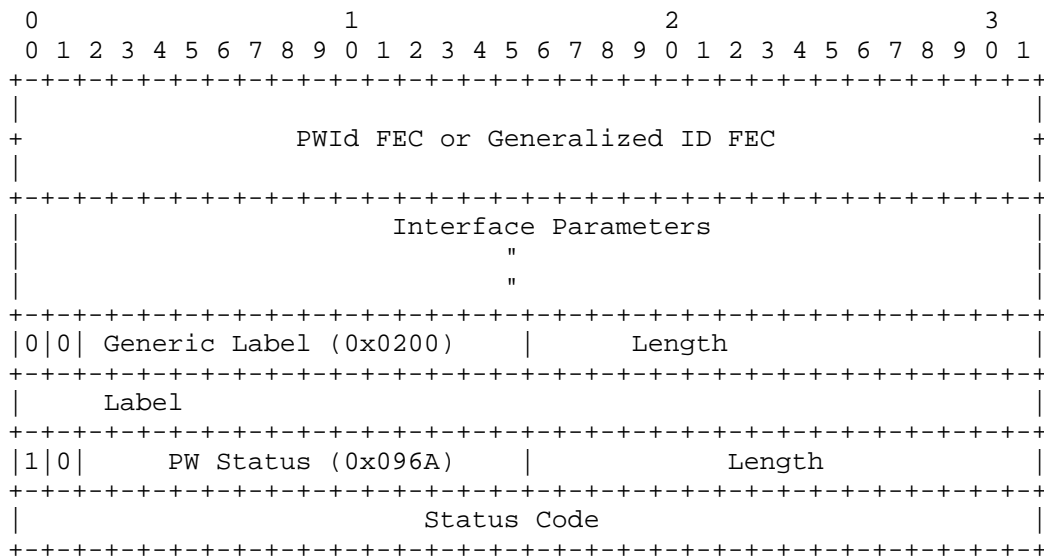 0                   1                   2                   3
 0 1 2 3 4 5 6 7 8 9 0 1 2 3 4 5 6 7 8 9 0 1 2 3 4 5 6 7 8 9 0 1
+-+-+-+-+-+-+-+-+-+-+-+-+-+-+-+-+-+-+-+-+-+-+-+-+-+-+-+-+-+-+-+-+
|                                                               |
+                 PWId FEC or Generalized ID FEC                +
|                                                               |
+-+-+-+-+-+-+-+-+-+-+-+-+-+-+-+-+-+-+-+-+-+-+-+-+-+-+-+-+-+-+-+-+
|                       Interface Parameters                    |
|                              "                                |
|                              "                                |
+-+-+-+-+-+-+-+-+-+-+-+-+-+-+-+-+-+-+-+-+-+-+-+-+-+-+-+-+-+-+-+-+
|0|0| Generic Label (0x0200)    |      Length                   |
+-+-+-+-+-+-+-+-+-+-+-+-+-+-+-+-+-+-+-+-+-+-+-+-+-+-+-+-+-+-+-+-+
|     Label                                                     |
+-+-+-+-+-+-+-+-+-+-+-+-+-+-+-+-+-+-+-+-+-+-+-+-+-+-+-+-+-+-+-+-+
|1|0|     PW Status (0x096A)    |            Length             |
+-+-+-+-+-+-+-+-+-+-+-+-+-+-+-+-+-+-+-+-+-+-+-+-+-+-+-+-+-+-+-+-+
|                         Status Code                           |
+-+-+-+-+-+-+-+-+-+-+-+-+-+-+-+-+-+-+-+-+-+-+-+-+-+-+-+-+-+-+-+-+